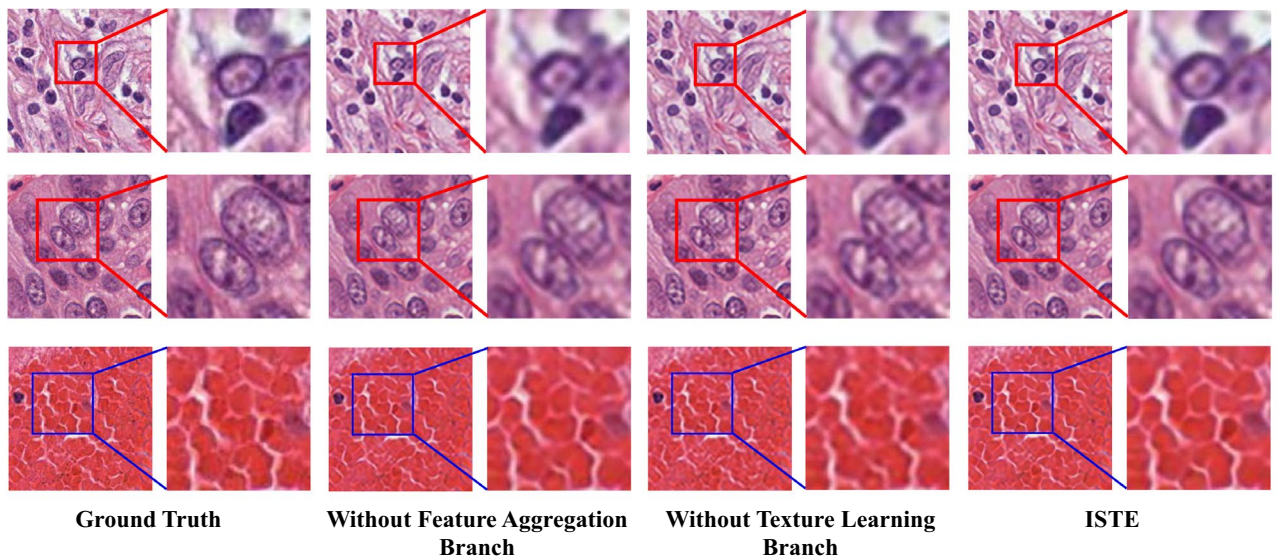 Ground Truth
Without Feature Aggregation
Branch
Without Texture Learning
Branch
ISTE